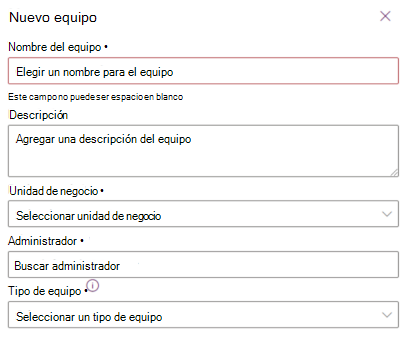 Nuevo equipo
Nombre del equipo •
Elegir un nombre para el equipo
Este campo no puede ser espacio en blanco
Descripción
Agregar una descripción del equipo
Unidad de negocio •
Seleccionar unidad de negocio
Administrador •
Buscar administrador
Tipo de equipo •
Seleccionar un tipo de equipo